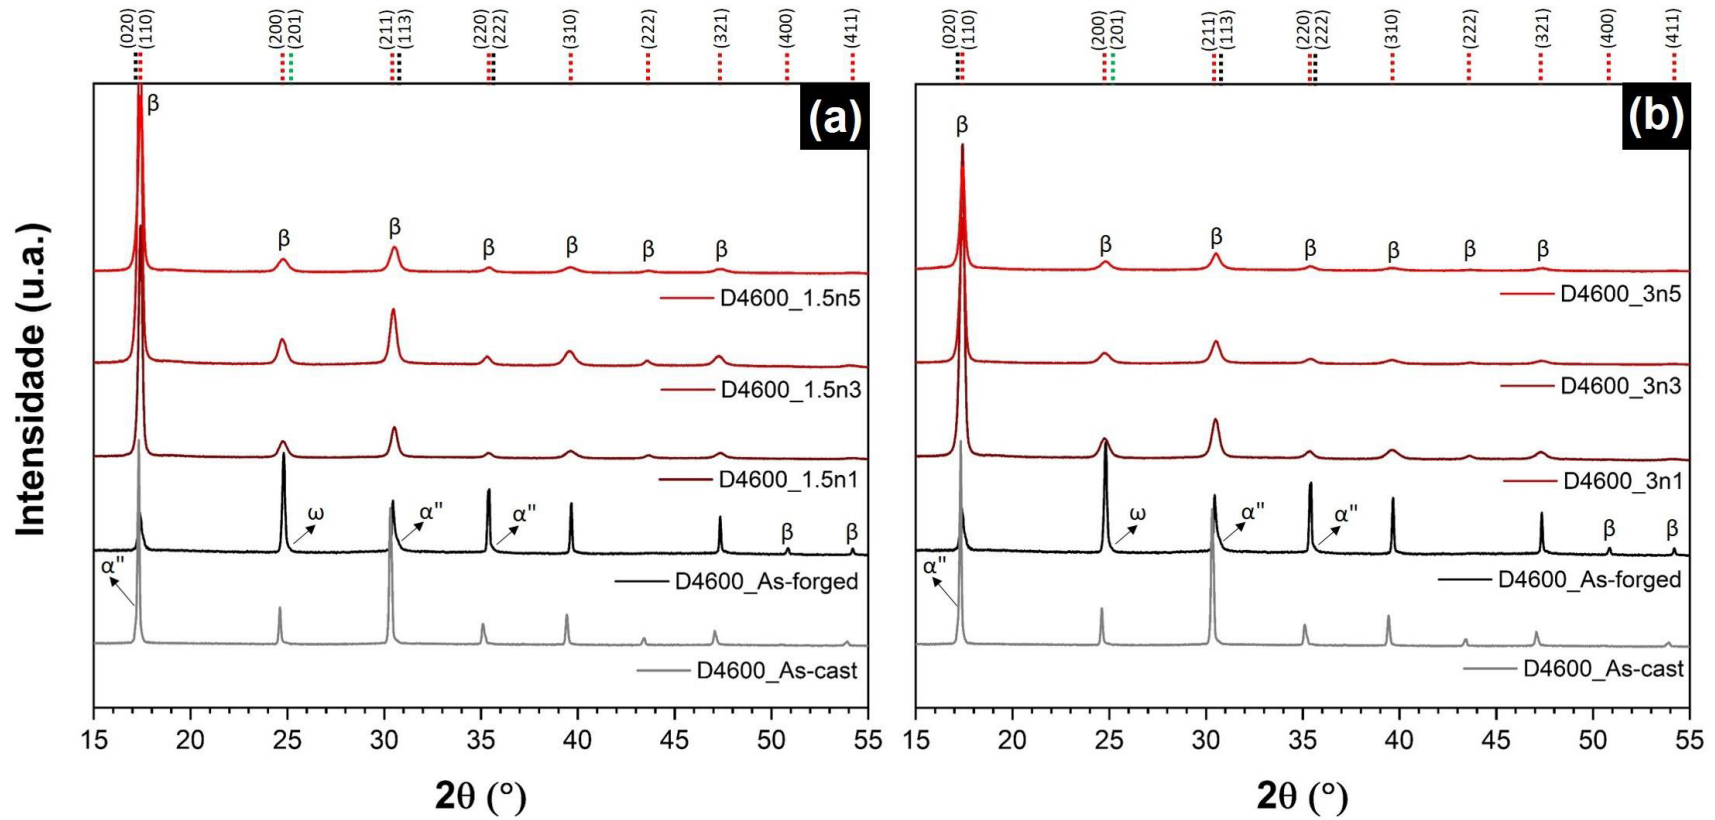 (020)
(110)
(200)
(201)
(211)
(113)
(220)
(222)
(310)
(222)
(321)
(400)
(411)
(a)
β
β
β
β
β
β
β
D4600_1.5n5
D4600_1.5n3
D4600_1.5n1
ω
α"
α"
β
β
D4600_As-forged
α"
D4600_As-cast
15 20 25 30 35 40 45 50 55
2θ (°)
Intensidade (u.a.)
(020)
(110)
(200)
(201)
(211)
(113)
(220)
(222)
(310)
(222)
(321)
(400)
(411)
(b)
β
β
β
β
β
β
β
D4600_3n5
D4600_3n3
D4600_3n1
ω
α"
α"
β
β
D4600_As-forged
α"
D4600_As-cast
15 20 25 30 35 40 45 50 55
2θ (°)